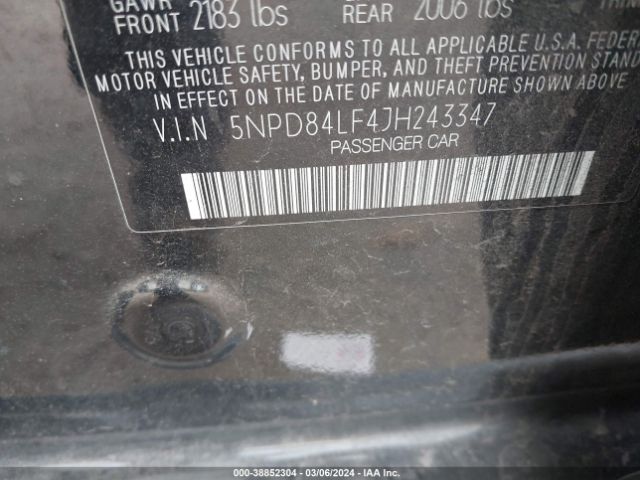 GAWR
FRONT 2183 lbs REAR 2006 lbs
THIS VEHICLE CONFORMS TO ALL APPLICABLE U.S.A. FEDER
MOTOR VEHICLE SAFETY, BUMPER, AND THEFT PREVENTION STAND
IN EFFECT ON THE DATE OF MANUFACTURE SHOWN ABOVE.
V.I.N 5NPD84LF4JH243347
PASSENGER CAR
000-38852304 - 03/06/2024 - IAA Inc.